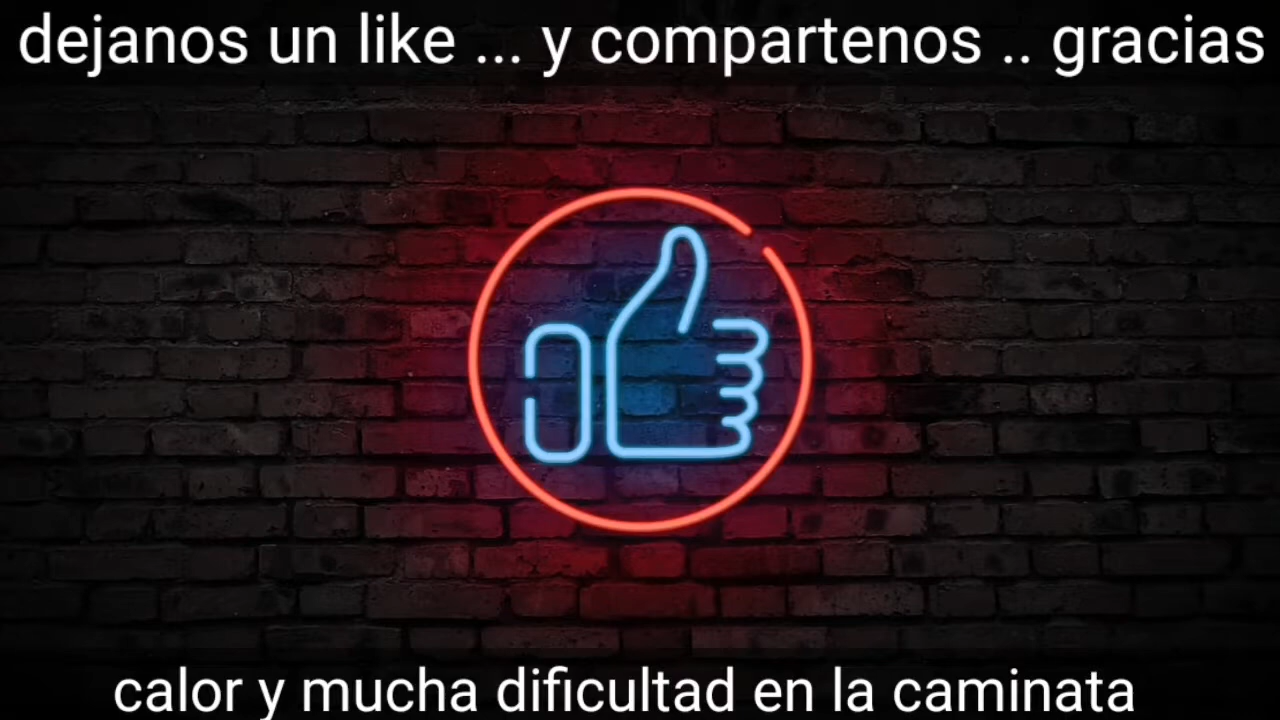 dejanos un like ... y compartenos .. gracias
calor y mucha dificultad en la caminata